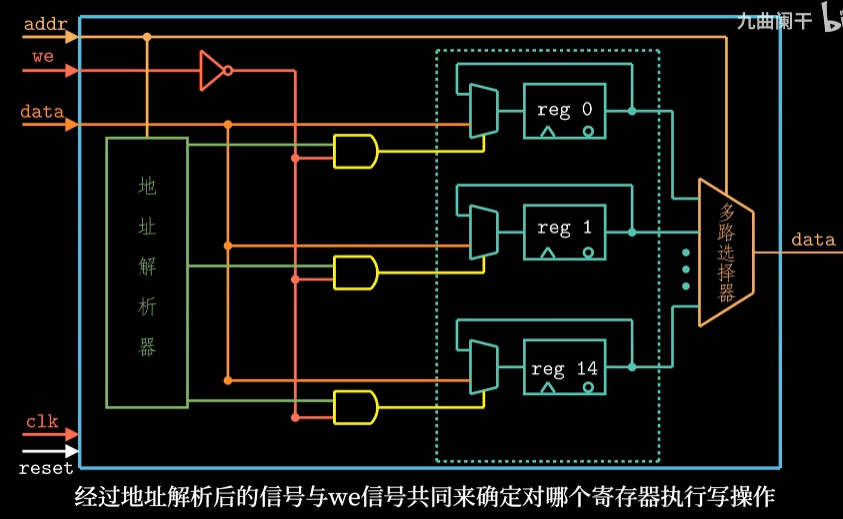 九曲阑干
addr
we
data
reg 0
地址解析器
reg 1
多路选择器
data
reg 14
clk
reset
经过地址解析后的信号与we信号共同来确定对哪个寄存器执行写操作